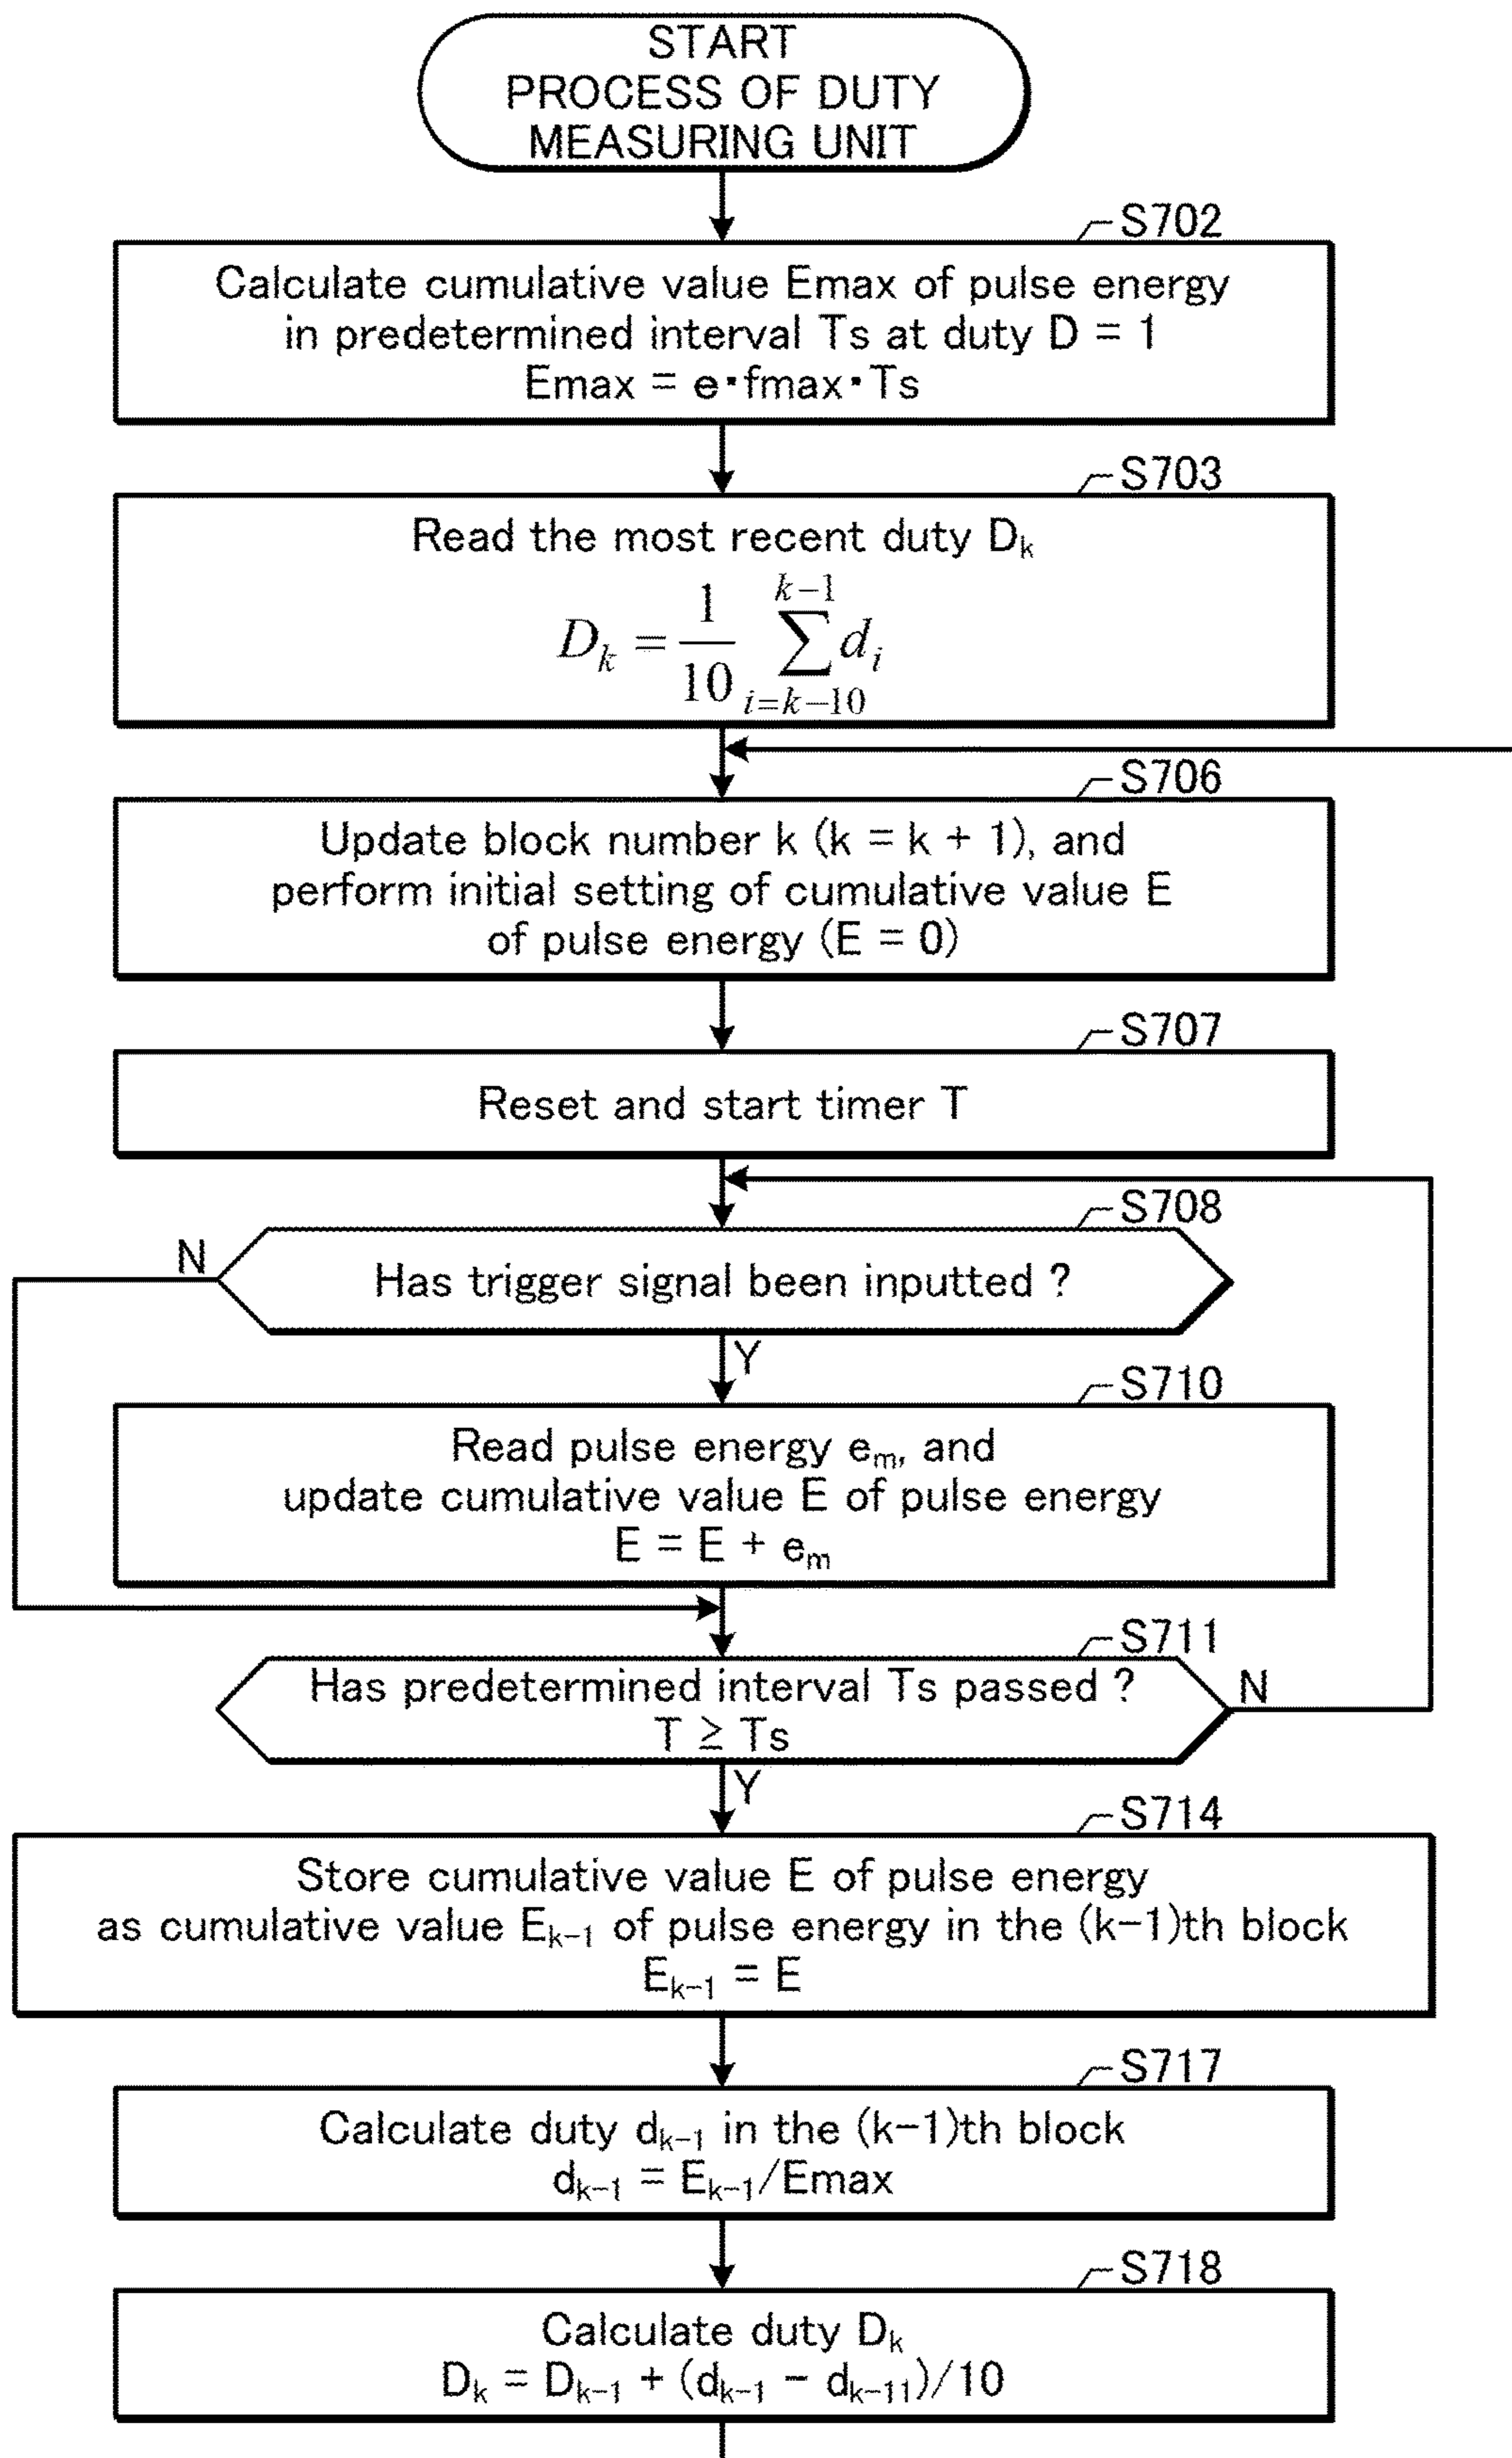 START
PROCESS OF DUTY
MEASURING UNIT
S702
Calculate cumulative value Emax of pulse energy
in predetermined interval Ts at duty D = 1
Emax = e·fmax·Ts
S703
Read the most recent duty Dₖ
Dₖ = 1/10 ∑_{i=k−10}^{k−1} dᵢ
S706
Update block number k (k = k + 1), and
perform initial setting of cumulative value E
of pulse energy (E = 0)
S707
Reset and start timer T
S708
N
Has trigger signal been inputted ?
Y
S710
Read pulse energy eₘ, and
update cumulative value E of pulse energy
E = E + eₘ
S711
Has predetermined interval Ts passed ?
N
T ≥ Ts
Y
S714
Store cumulative value E of pulse energy
as cumulative value Eₖ₋₁ of pulse energy in the (k−1)th block
Eₖ₋₁ = E
S717
Calculate duty dₖ₋₁ in the (k−1)th block
dₖ₋₁ = Eₖ₋₁/Emax
S718
Calculate duty Dₖ
Dₖ = Dₖ₋₁ + (dₖ₋₁ − dₖ₋₁₁)/10